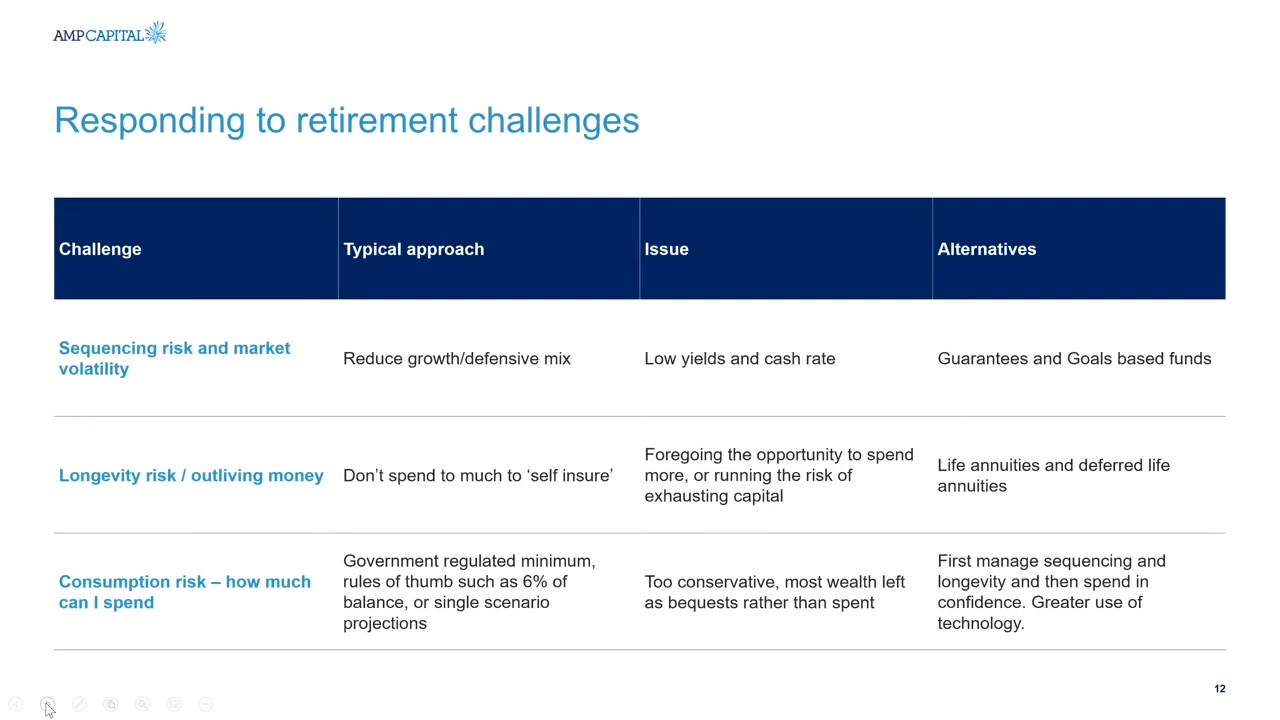 AMPCAPITAL
Responding to retirement challenges
Challenge
Typical approach
Issue
Alternatives
Sequencing risk and market
volatility
Reduce growth/defensive mix
Low yields and cash rate
Guarantees and Goals based funds
Longevity risk / outliving money
Don’t spend to much to ‘self insure’
Foregoing the opportunity to spend
more, or running the risk of
exhausting capital
Life annuities and deferred life
annuities
Consumption risk – how much
can I spend
Government regulated minimum,
rules of thumb such as 6% of
balance, or single scenario
projections
Too conservative, most wealth left
as bequests rather than spent
First manage sequencing and
longevity and then spend in
confidence. Greater use of
technology.
12